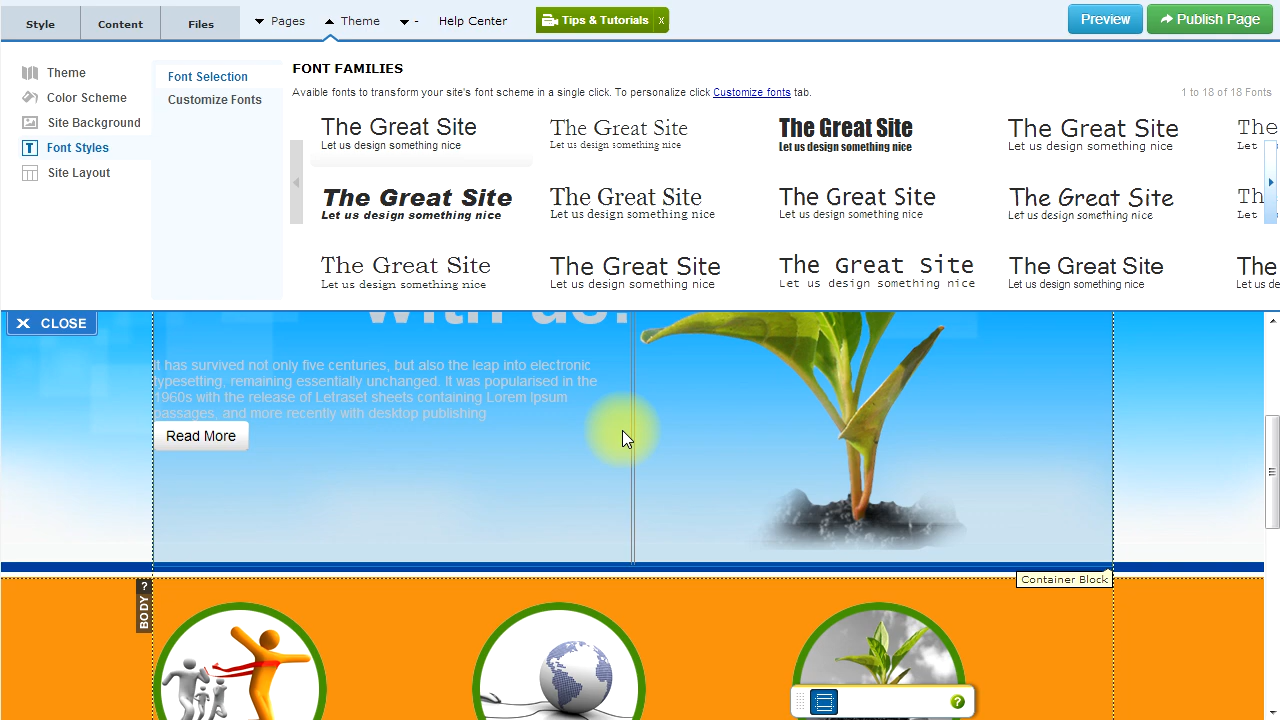 Style Content Files Pages Theme - Help Center Tips & Tutorials x Preview Publish Page
Theme
Color Scheme
Site Background
Font Styles
Site Layout
Font Selection
Customize Fonts
FONT FAMILIES
Avaible fonts to transform your site's font scheme in a single click. To personalize click Customize fonts tab.
1 to 18 of 18 Fonts
The Great Site The Great Site The Great Site The Great Site The
Let us design something nice Let us design something nice Let us design something nice Let us design something nice Let
The Great Site The Great Site The Great Site The Great Site Th
Let us design something nice Let us design something nice Let us design something nice Let us design something nice Let
The Great Site The Great Site The Great Site The Great Site The
Let us design something nice Let us design something nice Let us design something nice Let us design something nice Let us de
X CLOSE
with us!
It has survived not only five centuries, but also the leap into electronic
typesetting, remaining essentially unchanged. It was popularised in the
1960s with the release of Letraset sheets containing Lorem Ipsum
passages, and more recently with desktop publishing
Read More
Container Block
? BODY
?